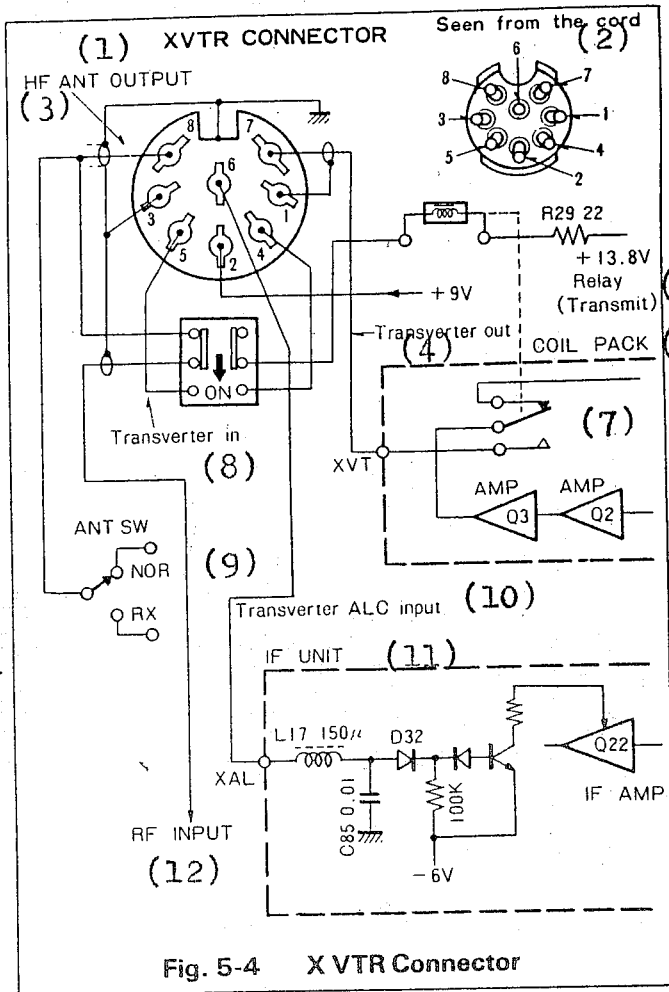 (1) XVTR CONNECTOR
Seen from the cord
(2)
HF ANT OUTPUT
(3)
8
7
6
3
1
5
4
2
6
8
7
3
1
5
4
2
R29 22
+13.8V
Relay
(Transmit)
+9V
ON
Transverter out
(4)
COIL PACK
Transverter in
(8)
XVT
(7)
AMP
AMP
Q3
Q2
ANT SW
NOR
RX
(9)
Transverter ALC input
(10)
IF UNIT
(11)
L17 150μ
D32
Q22
XAL
C85 0.01
100K
IF AMP
-6V
RF INPUT
(12)
Fig. 5-4 X VTR Connector